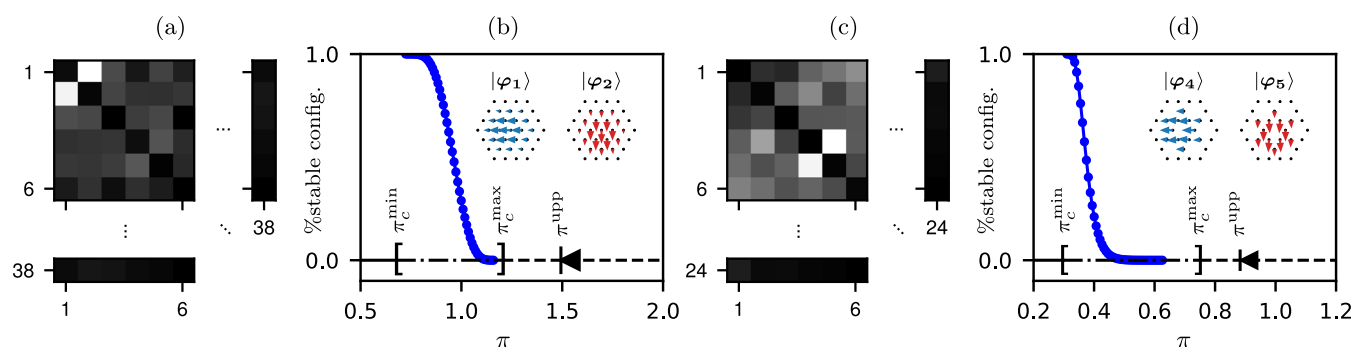 (a)
(b)
(c)
(d)
1
6
...
...
...
38
38
1
6
%stable config.
1.0
0.0
|φ₁⟩
|φ₂⟩
π_c^min
π_c^max
π^upp
0.5
1.0
1.5
2.0
π
1
6
...
...
...
24
24
1
6
%stable config.
1.0
0.0
|φ₄⟩
|φ₅⟩
π_c^min
π_c^max
π^upp
0.2
0.4
0.6
0.8
1.0
1.2
π